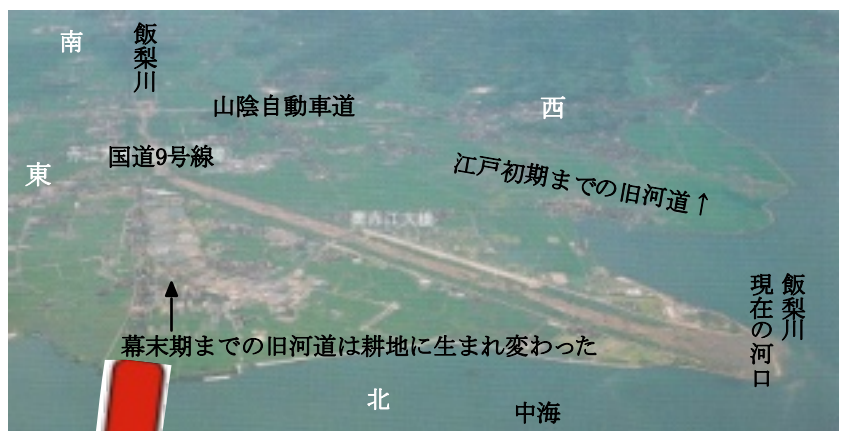 南
飯梨川
山陰自動車道
西
国道9号線
東
江戸初期までの旧河道↑
飯梨川
現在の河口
幕末期までの旧河道は耕地に生まれ変わった
北
中海